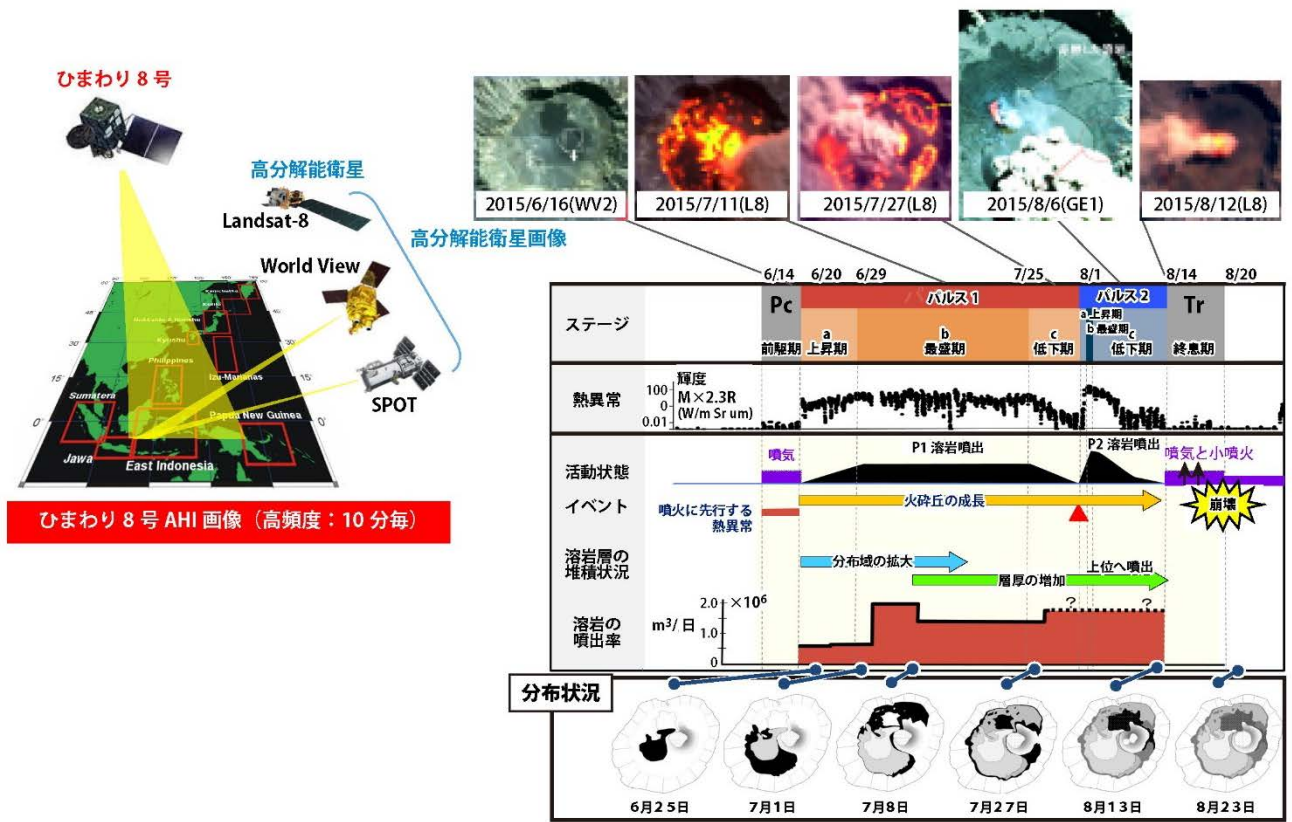 ひまわり 8 号
高分解能衛星
Landsat-8
高分解能衛星画像
World View
SPOT
Kyushu
Philippines
Izu-Marianas
Sumatera
Papua New Guinea
Jawa
East Indonesia
45°
30°
15°
0°
15°
0°
ひまわり 8 号 AHI 画像（高頻度：10 分毎）
2015/6/16(WV2)
2015/7/11(L8)
2015/7/27(L8)
2015/8/6(GE1)
2015/8/12(L8)
6/14 6/20 6/29 7/25 8/1 8/14 8/20
ステージ
Pc
前駆期
パルス 1
a
上昇期
b
最盛期
c
低下期
パルス 2
a 上昇期
b 最盛期
c
低下期
Tr
終息期
熱異常
輝度
M×2.3R
(W/m Sr um)
100
0
0.01
活動状態
噴気
P1 溶岩噴出
P2 溶岩噴出
噴気と小噴火
イベント
噴火に先行する
熱異常
火砕丘の成長
崩壊
溶岩層の
堆積状況
分布域の拡大
層厚の増加
上位へ噴出
溶岩の
噴出率
m³/ 日
2.0 ×10⁶
1.0
0
?
?
分布状況
6月25日
7月1日
7月8日
7月27日
8月13日
8月23日